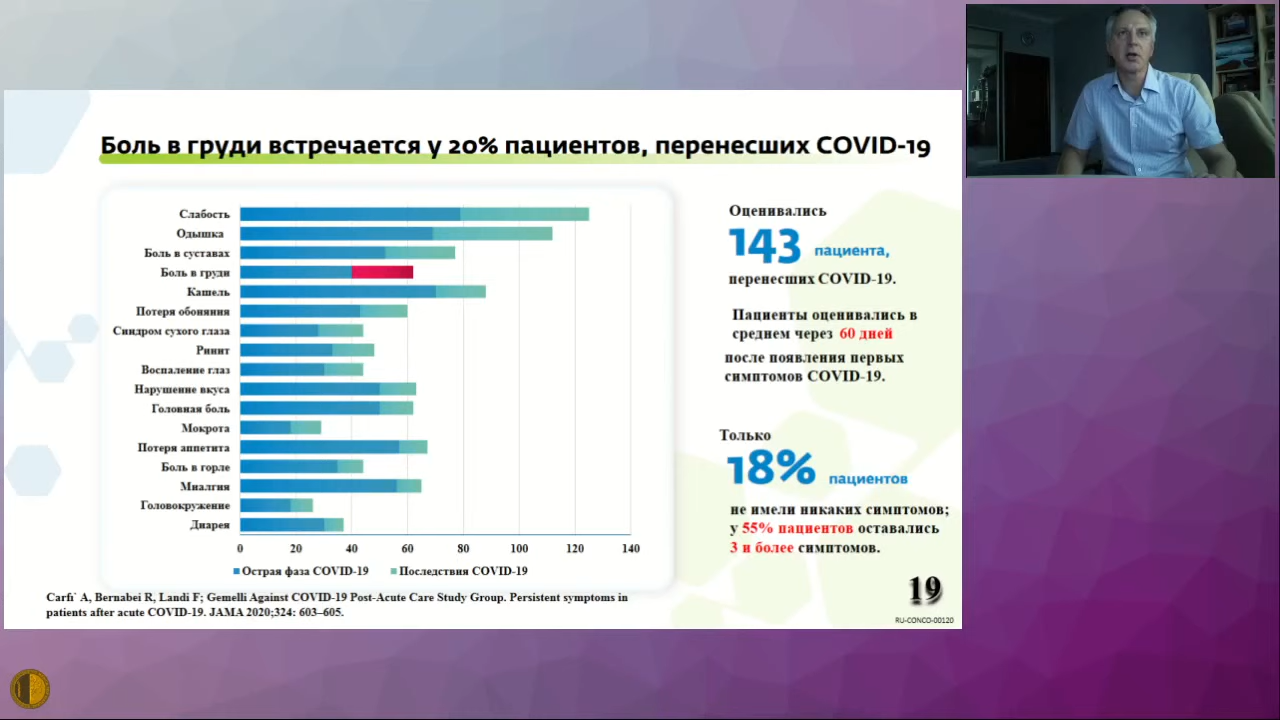 Боль в груди встречается у 20% пациентов, перенесших COVID-19
Слабость
Одышка
Боль в суставах
Боль в груди
Кашель
Потеря обоняния
Синдром сухого глаза
Ринит
Воспаление глаз
Нарушение вкуса
Головная боль
Мокрота
Потеря аппетита
Боль в горле
Миалгия
Головокружение
Диарея
0 20 40 60 80 100 120 140
Острая фаза COVID-19 Последствия COVID-19
Оценивались
143 пациента,
перенесших COVID-19.
Пациенты оценивались в
среднем через 60 дней
после появления первых
симптомов COVID-19.
Только
18% пациентов
не имели никаких симптомов;
у 55% пациентов оставались
3 и более симптомов.
Carfi` A, Bernabei R, Landi F; Gemelli Against COVID-19 Post-Acute Care Study Group. Persistent symptoms in
patients after acute COVID-19. JAMA 2020;324: 603–605.
19
RU-CONCO-00120